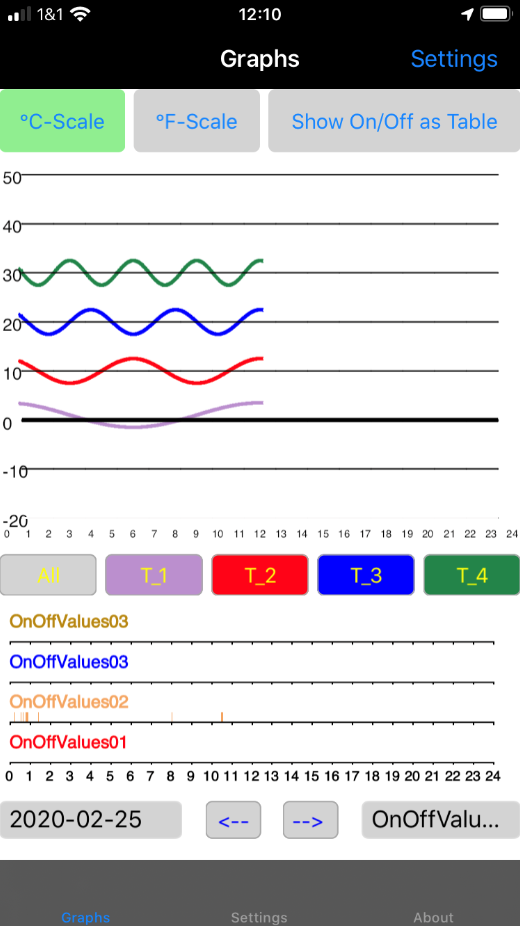 1&1 12:10
Graphs Settings
°C-Scale °F-Scale Show On/Off as Table
50
40
30
20
10
0
-10
-20
0 1 2 3 4 5 6 7 8 9 10 11 12 13 14 15 16 17 18 19 20 21 22 23 24
All T_1 T_2 T_3 T_4
OnOffValues03
OnOffValues03
OnOffValues02
OnOffValues01
0 1 2 3 4 5 6 7 8 9 10 11 12 13 14 15 16 17 18 19 20 21 22 23 24
2020-02-25 <-- --> OnOffValu...
Graphs Settings About